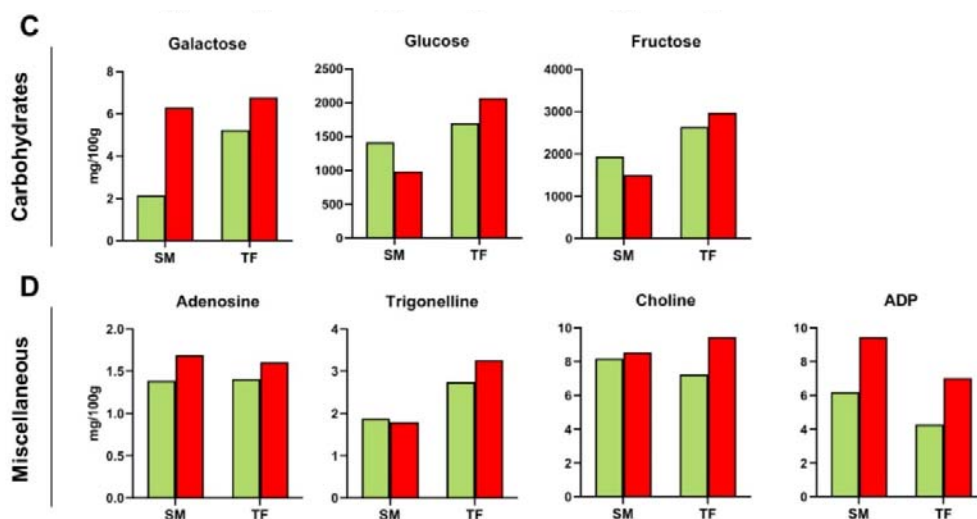 C
Carbohydrates
Galactose
mg/100g
8
6
4
2
0
SM TF
Glucose
2500
2000
1500
1000
500
0
SM TF
Fructose
4000
3000
2000
1000
0
SM TF
D
Miscellaneous
Adenosine
mg/100g
2.0
1.5
1.0
0.5
0.0
SM TF
Trigonelline
4
3
2
1
0
SM TF
Choline
10
8
6
4
2
0
SM TF
ADP
10
8
6
4
2
0
SM TF